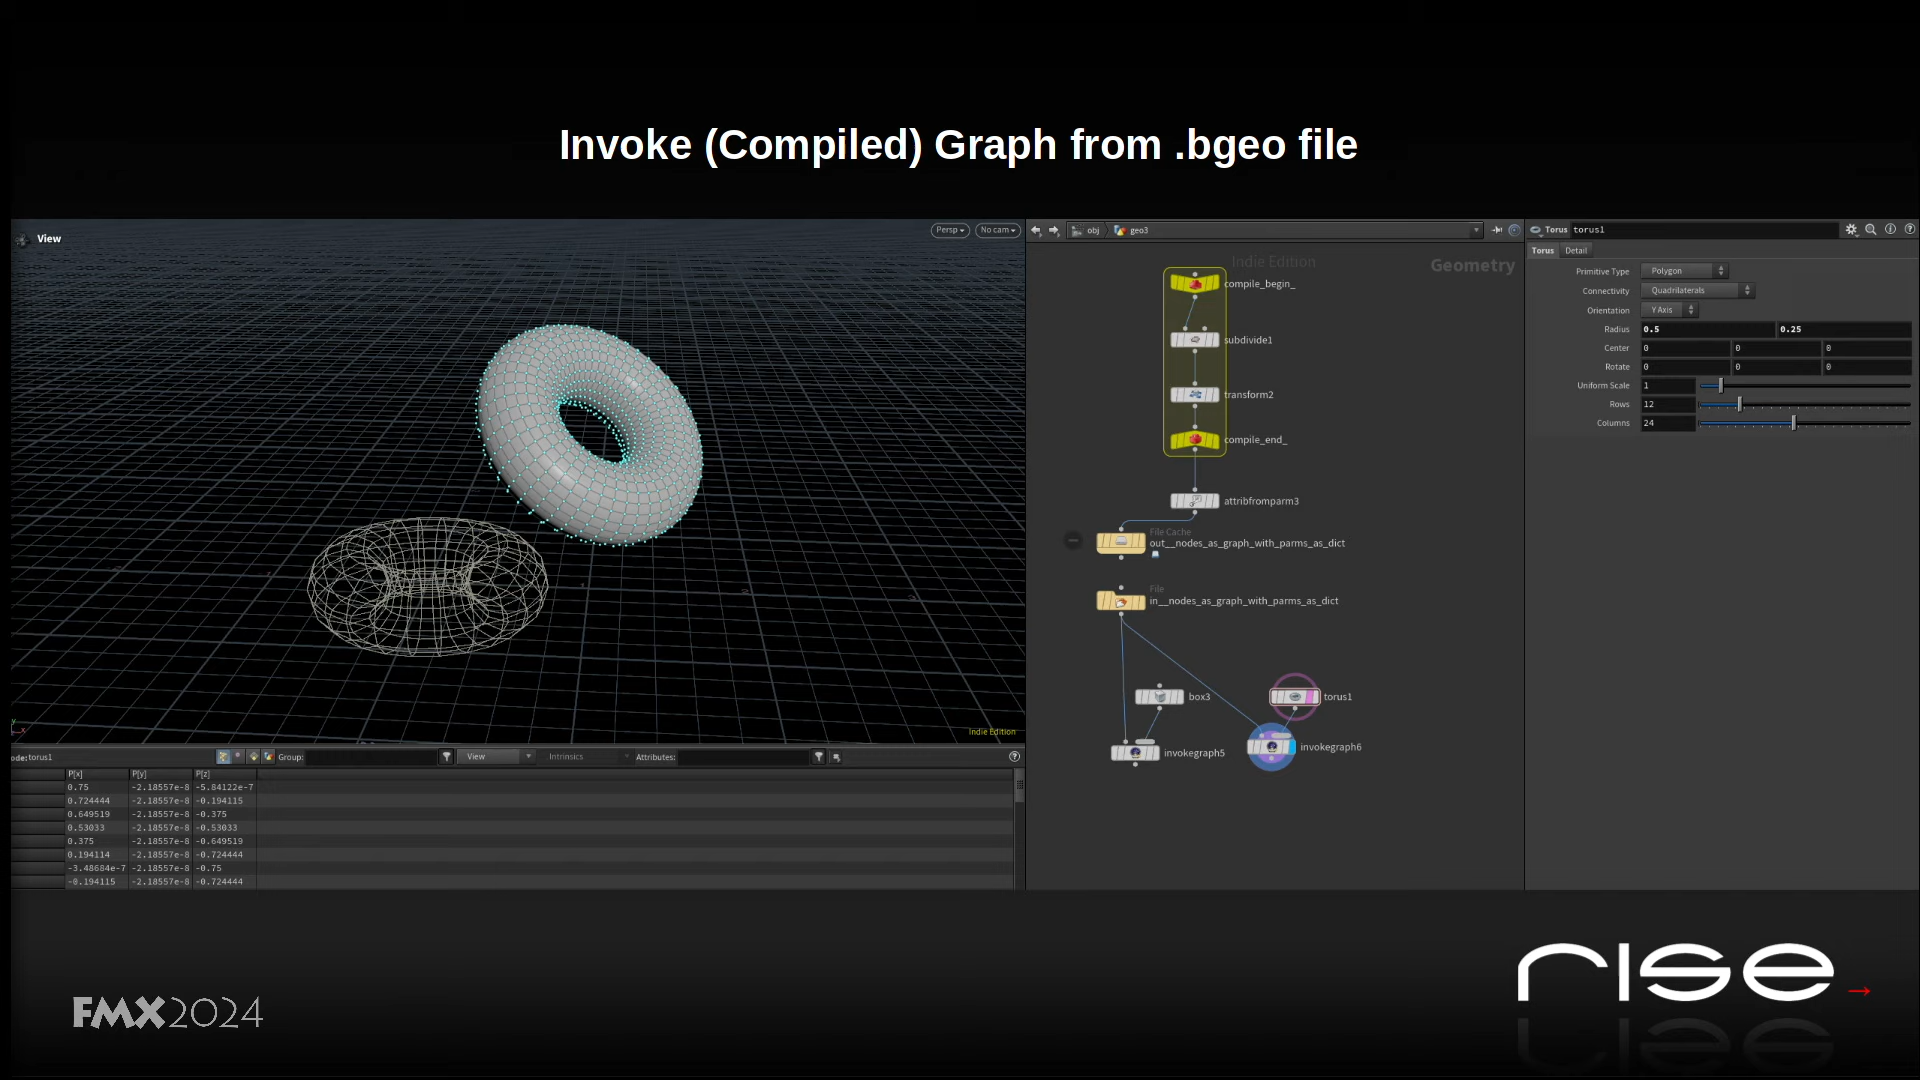 Invoke (Compiled) Graph from .bgeo file
View
Persp
No cam
Indie Edition
ode:torus1
Group:
View
Intrinsics
Attributes:
P[x] P[y] P[z]
0.75 -2.18557e-8 -5.84122e-7
0.724444 -2.18557e-8 -0.194115
0.649519 -2.18557e-8 -0.375
0.53033 -2.18557e-8 -0.53033
0.375 -2.18557e-8 -0.649519
0.194114 -2.18557e-8 -0.724444
-3.48684e-7 -2.18557e-8 -0.75
-0.194115 -2.18557e-8 -0.724444
obj geo3
Indie Edition
Geometry
compile_begin_
subdivide1
transform2
compile_end_
attribfromparm3
File Cache
out__nodes_as_graph_with_parms_as_dict
File
in__nodes_as_graph_with_parms_as_dict
box3
torus1
invokegraph5
invokegraph6
Torus torus1
Torus Detail
Primitive Type Polygon
Connectivity Quadrilaterals
Orientation Y Axis
Radius 0.5 0.25
Center 0 0 0
Rotate 0 0 0
Uniform Scale 1
Rows 12
Columns 24
FMX2024
rise